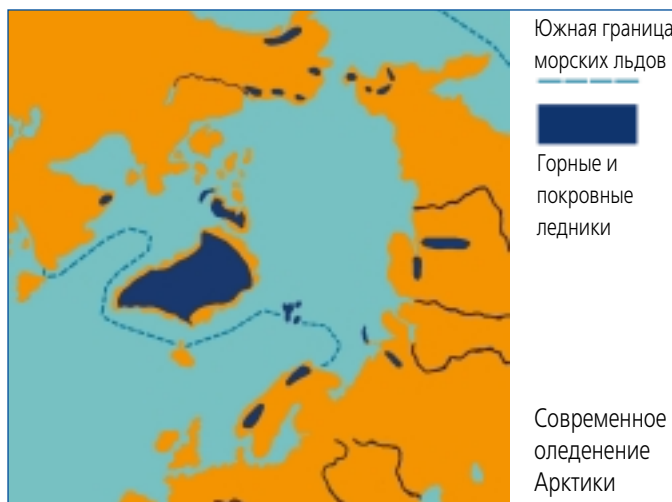 Южная граница
морских льдов
Горные и
покровные
ледники
Современное
оледенение
Арктики